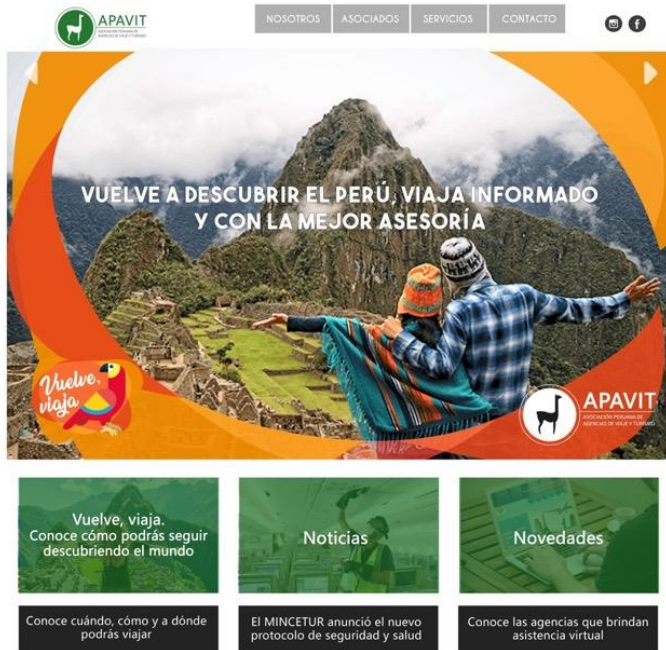 APAVIT
ASOCIACIÓN PERUANA DE
AGENCIAS DE VIAJE Y TURISMO
NOSOTROS
ASOCIADOS
SERVICIOS
CONTACTO
VUELVE A DESCUBRIR EL PERÚ, VIAJA INFORMADO
Y CON LA MEJOR ASESORÍA
Vuelve,
viaja
APAVIT
ASOCIACIÓN PERUANA DE
AGENCIAS DE VIAJE Y TURISMO
Vuelve, viaja.
Conoce cómo podrás seguir
descubriendo el mundo
Noticias
Novedades
Conoce cuándo, cómo y a dónde
podrás viajar
El MINCETUR anunció el nuevo
protocolo de seguridad y salud
Conoce las agencias que brindan
asistencia virtual